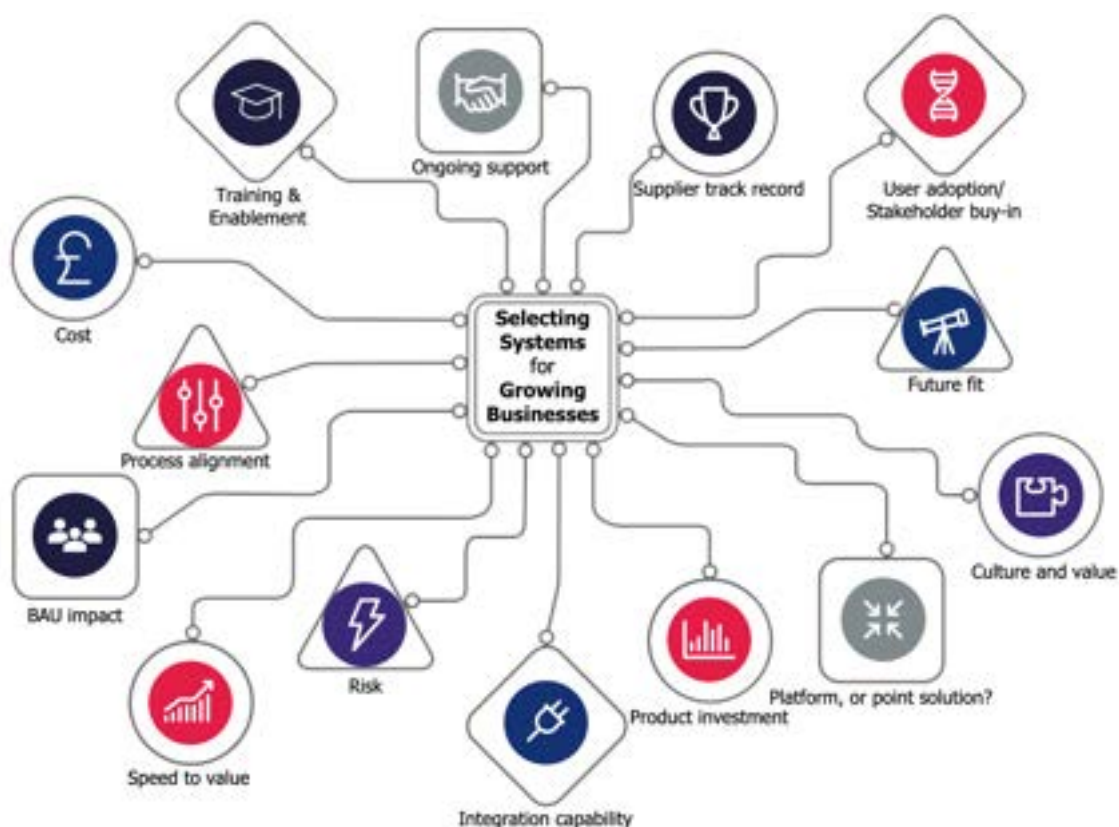 Training &
Enablement
Ongoing support
Supplier track record
User adoption/
Stakeholder buy-in
£
Cost
Selecting
Systems
for
Growing
Businesses
Future fit
Process alignment
BAU impact
Culture and value
Speed to value
Risk
Integration capability
Product investment
Platform, or point solution?